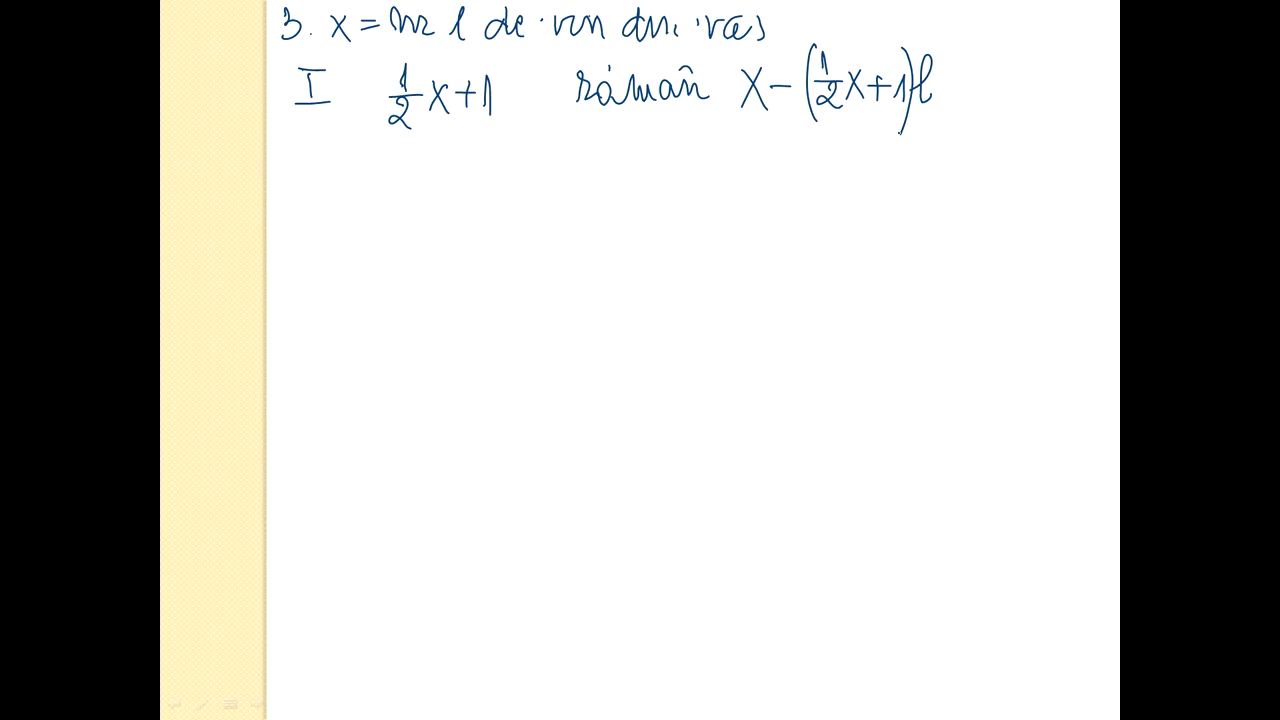 3. x = nr l de vin din vas
I 1/2 x + 1 rămân x - (1/2 x + 1) l